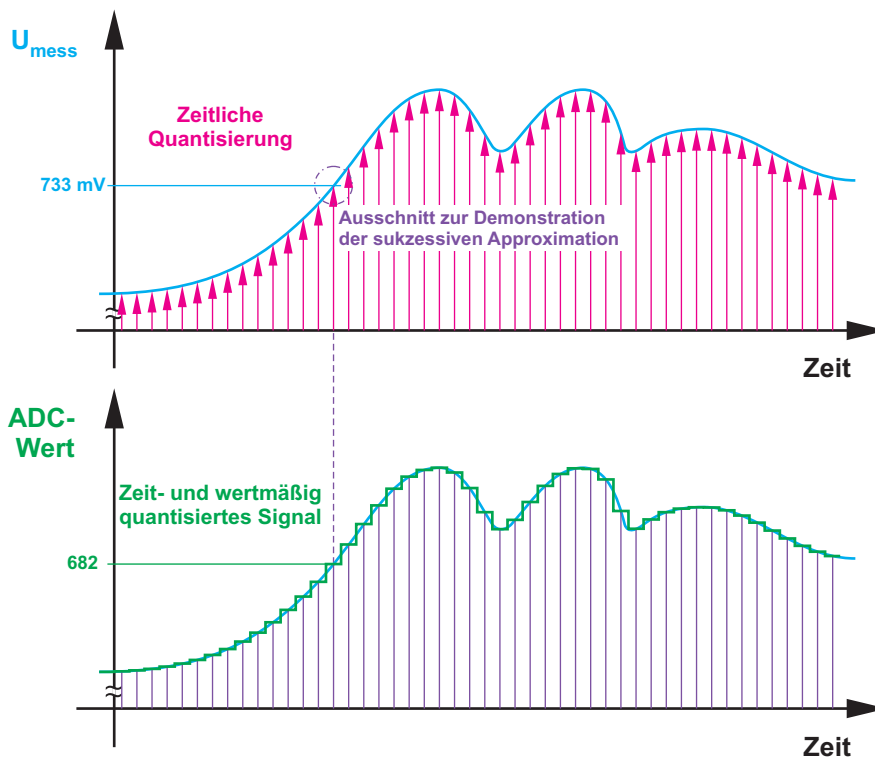 U_mess
Zeitliche
Quantisierung
733 mV
Ausschnitt zur Demonstration
der sukzessiven Approximation
Zeit
ADC-
Wert
Zeit- und wertmäßig
quantisiertes Signal
682
Zeit